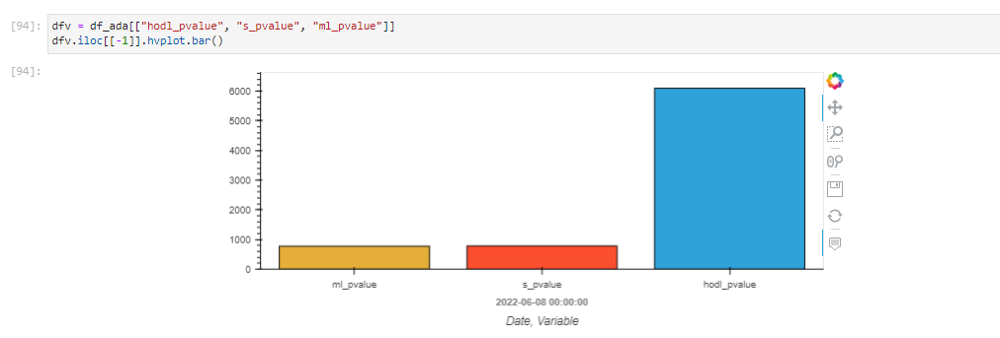 [94]: dfv = df_ada[["hodl_pvalue", "s_pvalue", "ml_pvalue"]]
dfv.iloc[[-1]].hvplot.bar()
[94]:
6000
5000
4000
3000
2000
1000
0
ml_pvalue s_pvalue hodl_pvalue
2022-06-08 00:00:00
Date, Variable